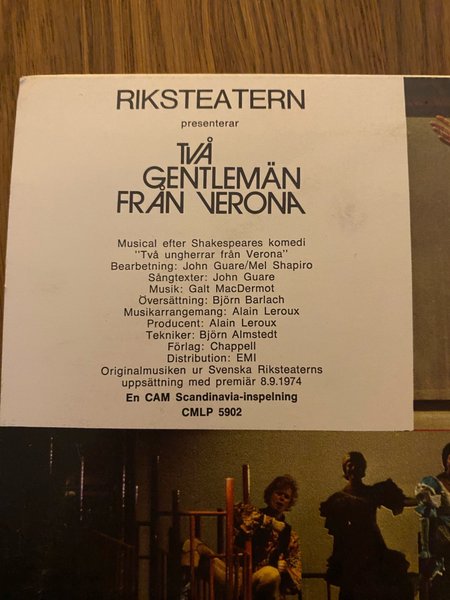 RIKSTEATERN
presenterar
TVÅ
GENTLEMÄN
FRÅN VERONA
Musical efter Shakespeares komedi
"Två ungherrar från Verona"
Bearbetning: John Guare/Mel Shapiro
Sångtexter: John Guare
Musik: Galt MacDermot
Översättning: Björn Barlach
Musikarrangemang: Alain Leroux
Producent: Alain Leroux
Tekniker: Björn Almstedt
Förlag: Chappell
Distribution: EMI
Originalmusiken ur Svenska Riksteaterns
uppsättning med premiär 8.9.1974
En CAM Scandinavia-inspelning
CMLP 5902